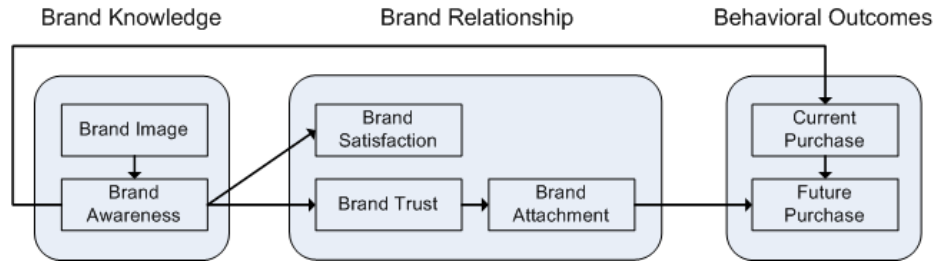 Brand Knowledge
Brand Relationship
Behavioral Outcomes
Brand Image
Brand
Awareness
Brand
Satisfaction
Brand Trust
Brand
Attachment
Current
Purchase
Future
Purchase